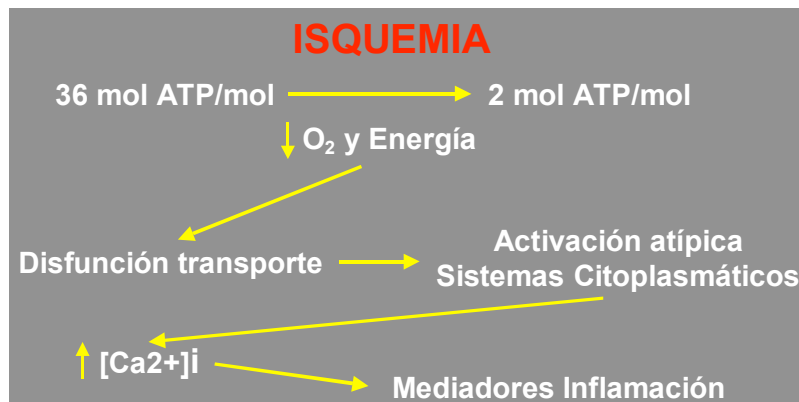 ISQUEMIA
36 mol ATP/mol 2 mol ATP/mol
O₂ y Energía
Disfunción transporte
Activación atípica
Sistemas Citoplasmáticos
[Ca2+]i
Mediadores Inflamación